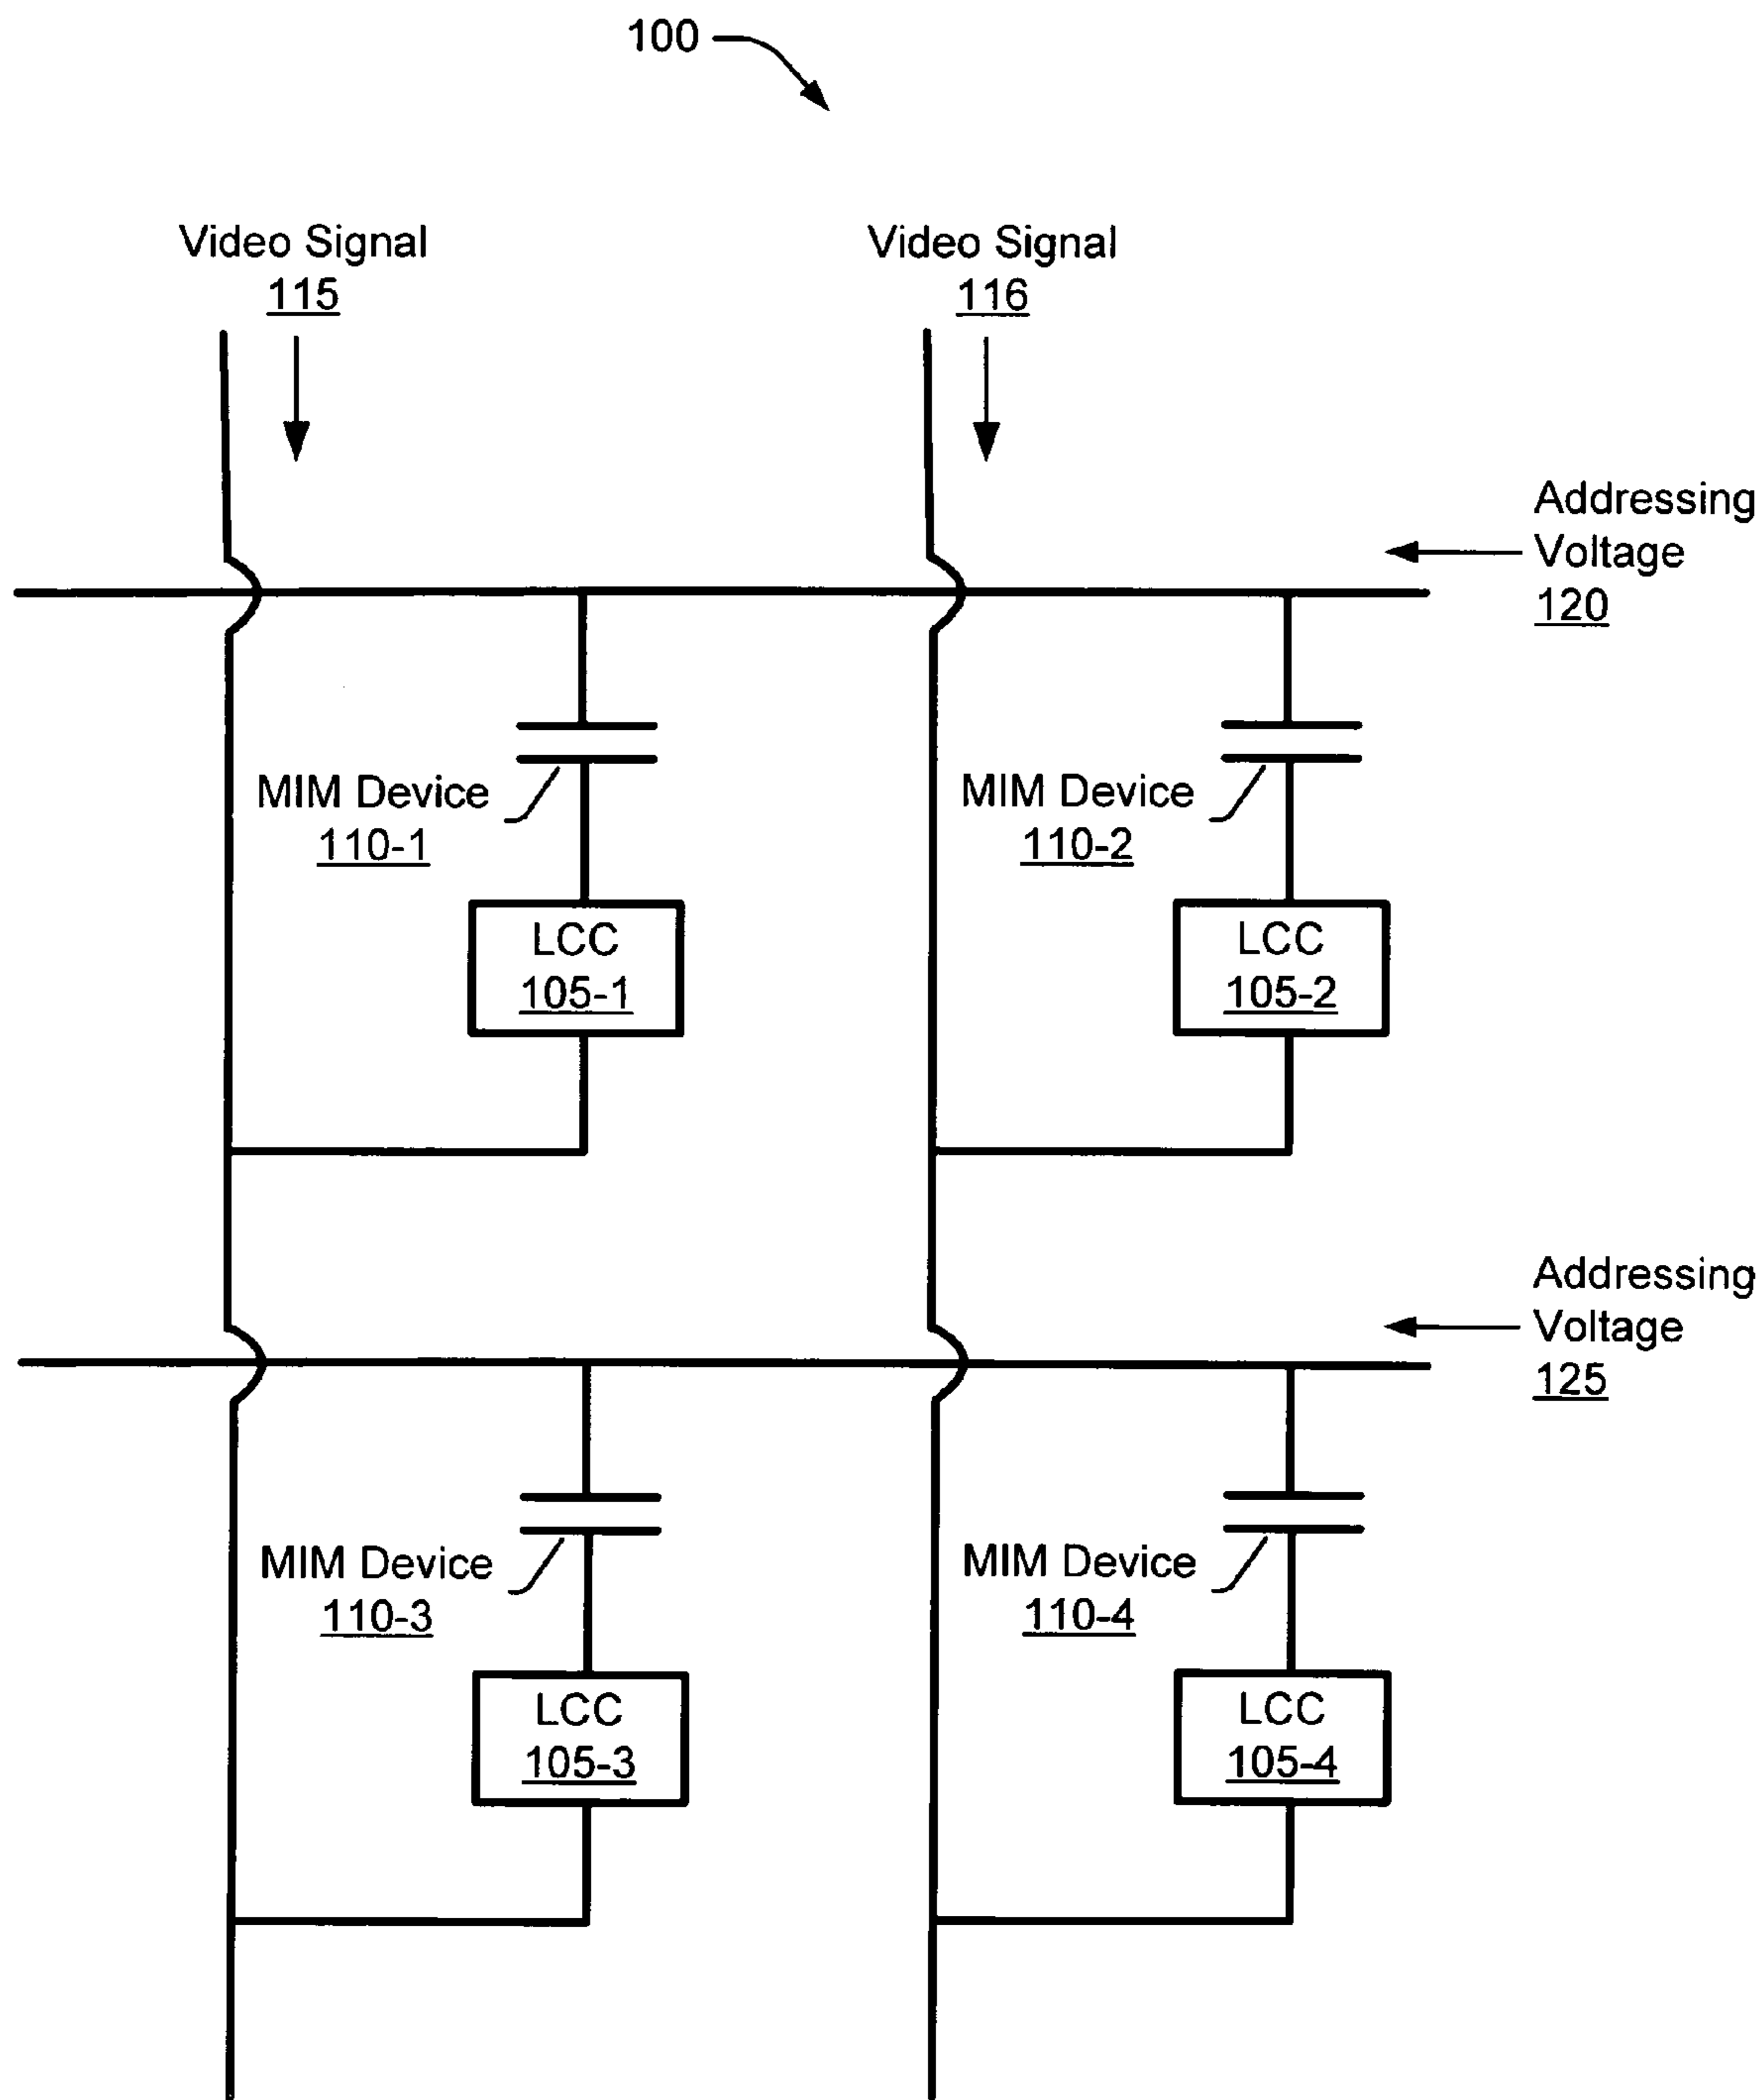 100
Video Signal
115
Video Signal
116
Addressing
Voltage
120
MIM Device
110-1
MIM Device
110-2
LCC
105-1
LCC
105-2
Addressing
Voltage
125
MIM Device
110-3
MIM Device
110-4
LCC
105-3
LCC
105-4